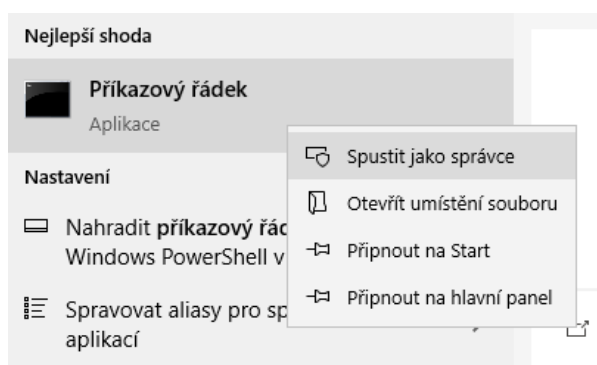 Nejlepší shoda
Příkazový řádek
Aplikace
Spustit jako správce
Nastavení
Otevřít umístění souboru
Nahradit příkazový řád
Windows PowerShell v
Připnout na Start
Připnout na hlavní panel
Spravovat aliasy pro sp
aplikací